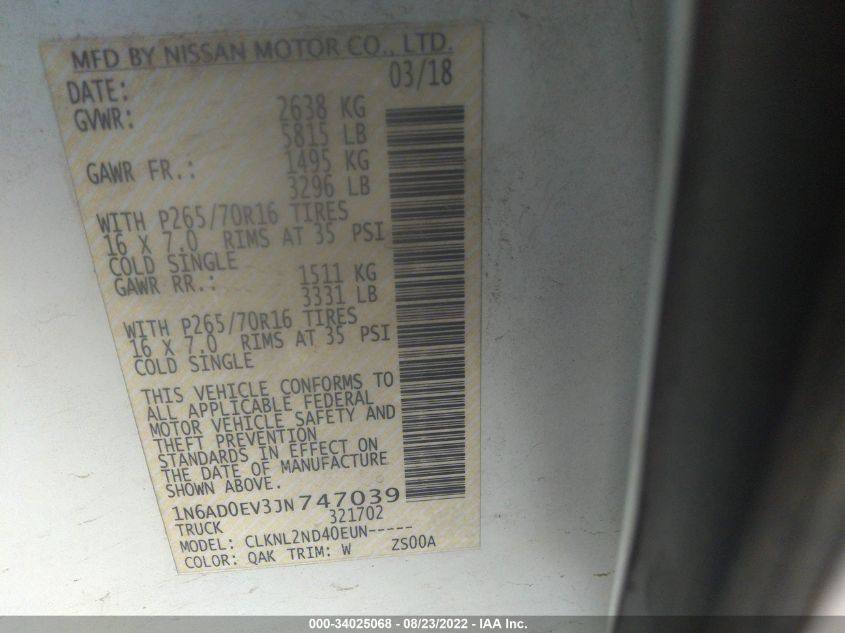 MFD BY NISSAN MOTOR CO., LTD.
DATE: 03/18
GVWR: 2638 KG
5815 LB
GAWR FR.: 1495 KG
3296 LB
WITH P265/70R16 TIRES
16 X 7.0 RIMS AT 35 PSI
COLD SINGLE
GAWR RR.: 1511 KG
3331 LB
WITH P265/70R16 TIRES
16 X 7.0 RIMS AT 35 PSI
COLD SINGLE
THIS VEHICLE CONFORMS TO
ALL APPLICABLE FEDERAL
MOTOR VEHICLE SAFETY AND
THEFT PREVENTION
STANDARDS IN EFFECT ON
THE DATE OF MANUFACTURE
SHOWN ABOVE.
1N6AD0EV3JN747039
TRUCK 321702
MODEL: CLKNL2ND40EUN-----
COLOR: QAK TRIM: W ZS00A
000-34025068 - 08/23/2022 - IAA Inc.